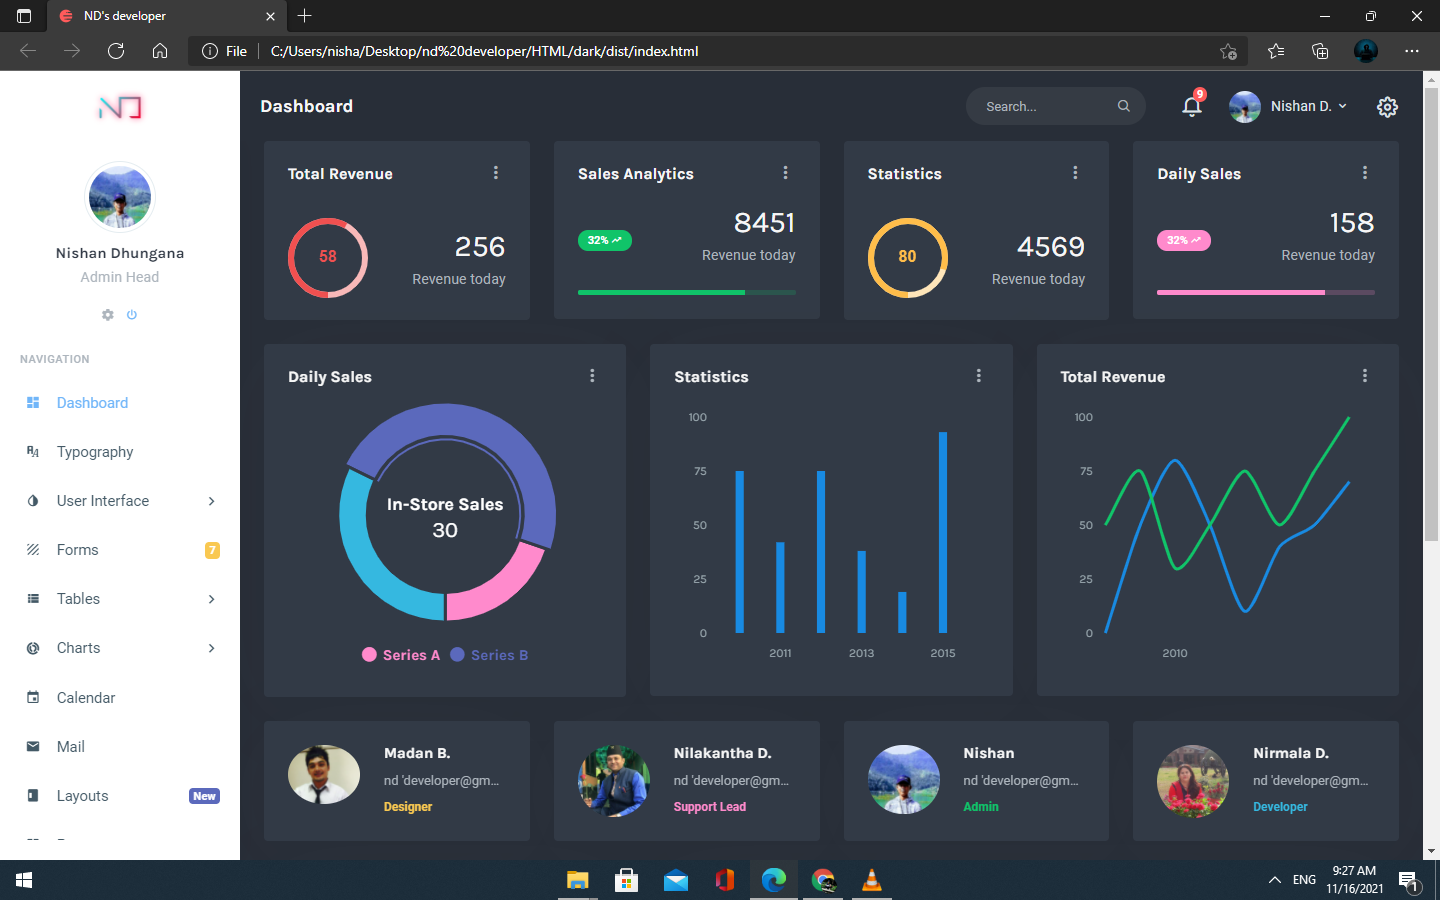 ND's developer
File
C:/Users/nisha/Desktop/nd%20developer/HTML/dark/dist/index.html
ND
Nishan Dhungana
Admin Head
NAVIGATION
Dashboard
Typography
User Interface
Forms 7
Tables
Charts
Calendar
Mail
Layouts New
Dashboard
Search...
9
Nishan D.
Total Revenue
58
256
Revenue today
Sales Analytics
32%
8451
Revenue today
Statistics
80
4569
Revenue today
Daily Sales
32%
158
Revenue today
Daily Sales
In-Store Sales
30
Series A Series B
Statistics
100
75
50
25
0
2011 2013 2015
Total Revenue
100
75
50
25
0
2010
Madan B.
nd 'developer@gm...
Designer
Nilakantha D.
nd 'developer@gm...
Support Lead
Nishan
nd 'developer@gm...
Admin
Nirmala D.
nd 'developer@gm...
Developer
ENG
9:27 AM
11/16/2021
1